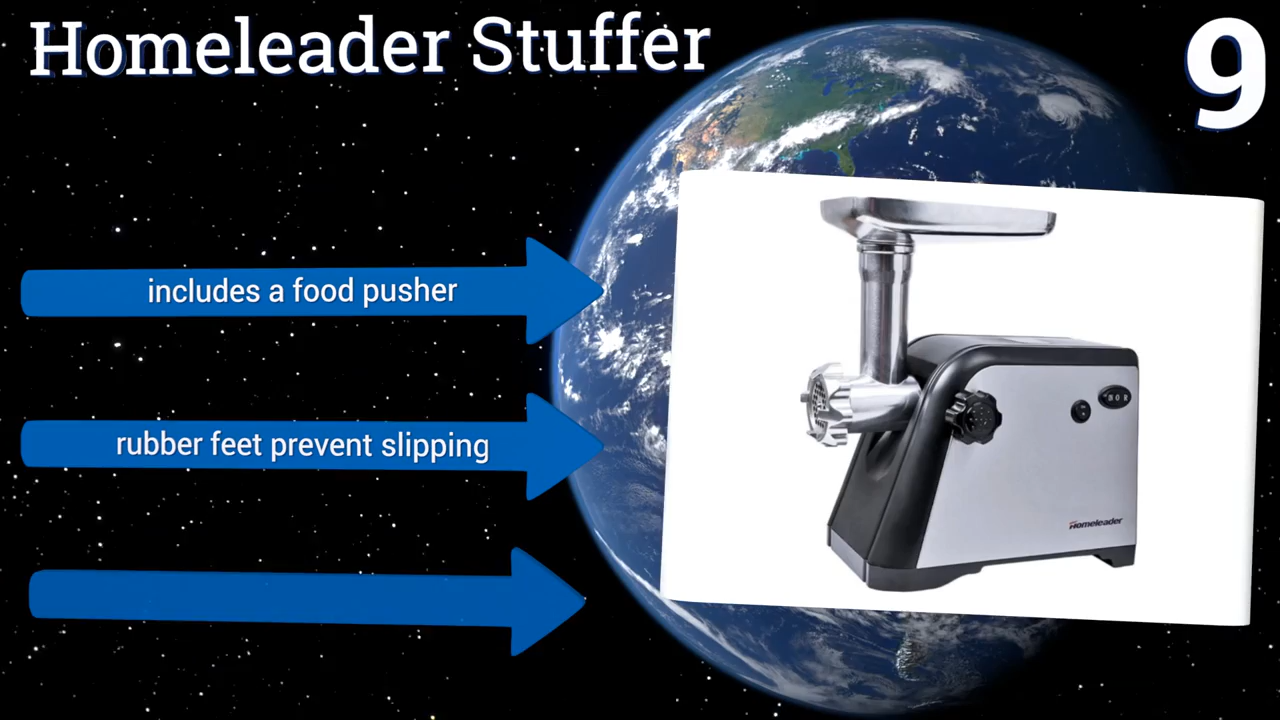 Homeleader Stuffer
9
includes a food pusher
rubber feet prevent slipping
Homeleader